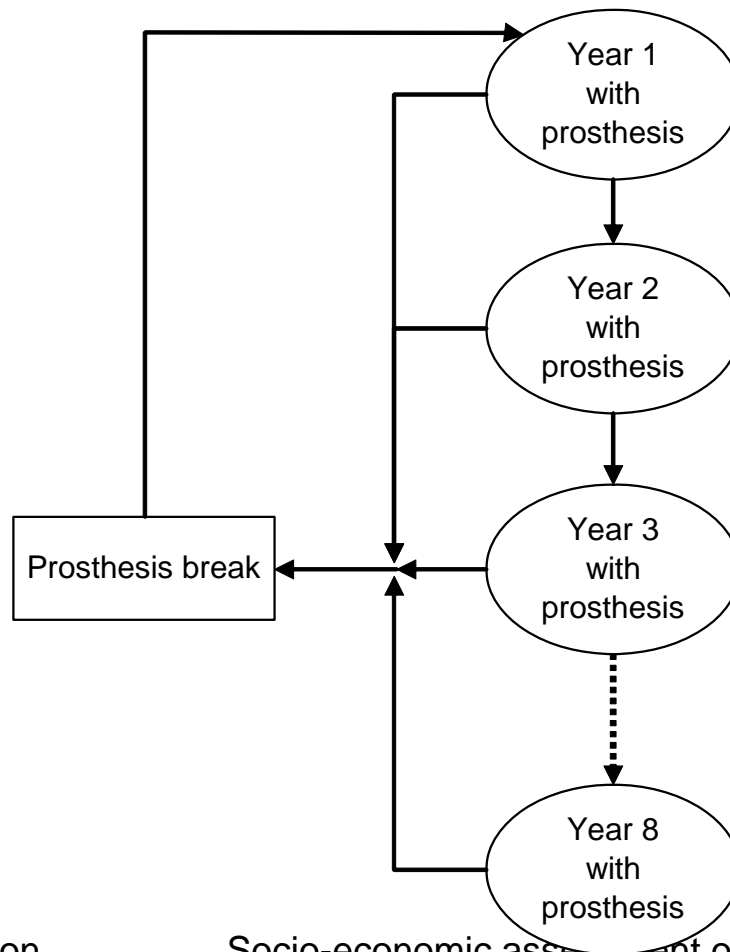 Year 1
with
prosthesis
Year 2
with
prosthesis
Prosthesis break
Year 3
with
prosthesis
Year 8
with
prosthesis
on
Socio-economic